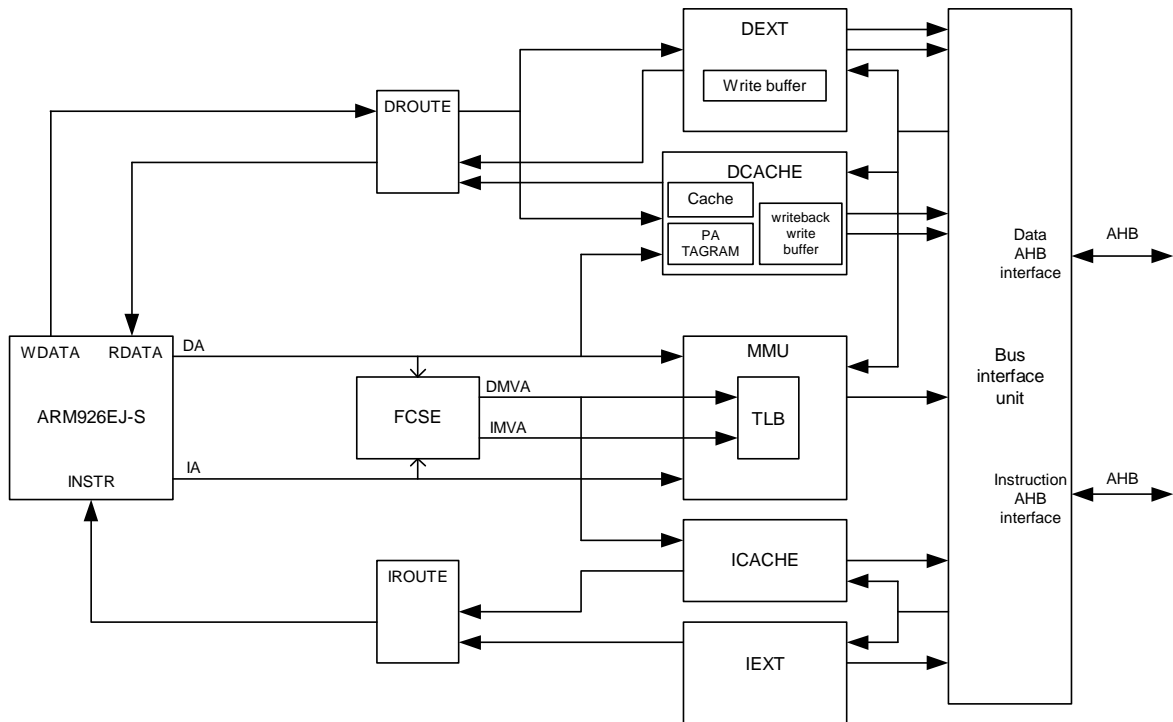 DEXT
Write buffer
DROUTE
DCACHE
Cache
writeback
write
buffer
PA
TAGRAM
Data
AHB
interface
AHB
WDATA
RDATA
DA
MMU
Bus
interface
unit
DMVA
FCSE
TLB
ARM926EJ-S
IMVA
IA
INSTR
Instruction
AHB
interface
AHB
ICACHE
IROUTE
IEXT